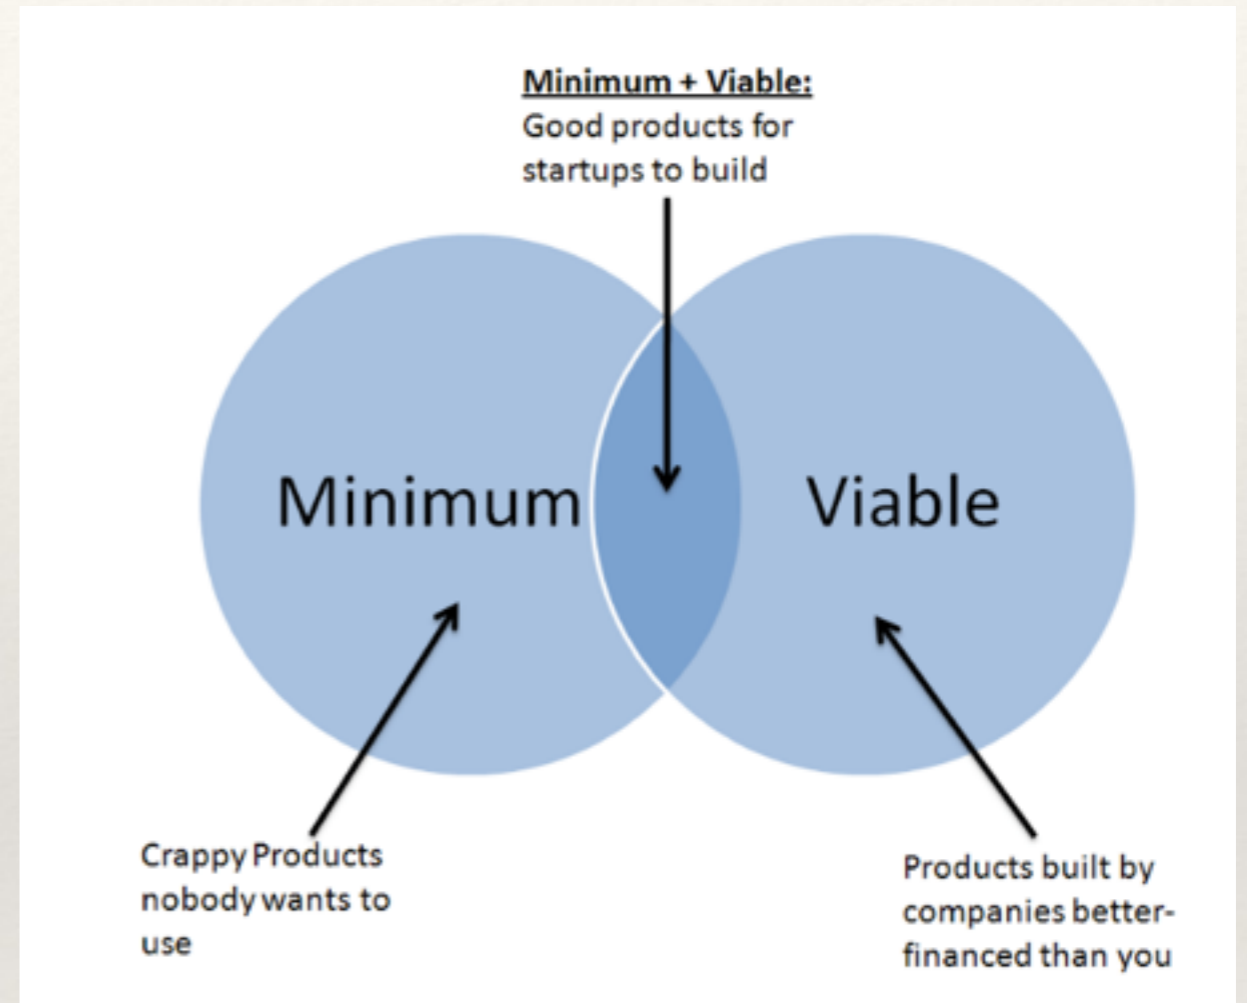 Minimum + Viable:
Good products for
startups to build
Minimum
Viable
Crappy Products
nobody wants to
use
Products built by
companies better-
financed than you